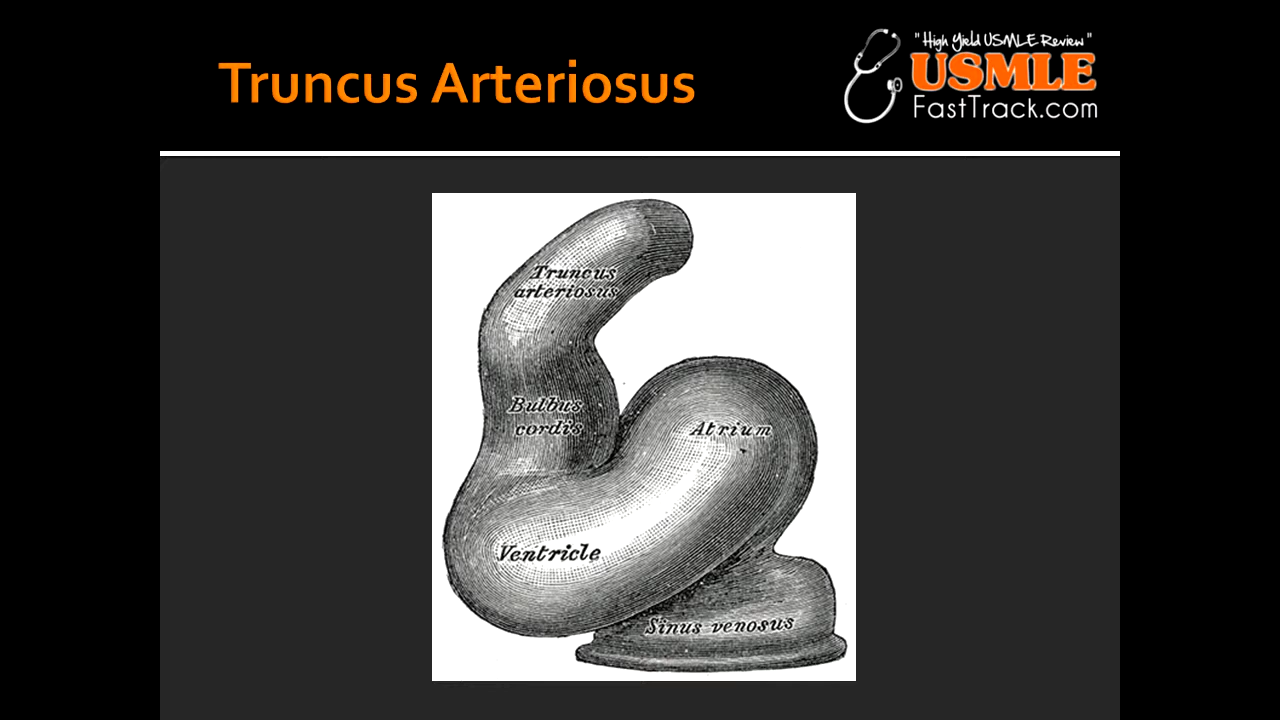 Truncus Arteriosus
"High Yield USMLE Review"
USMLE
FastTrack.com
Truncus
arteriosus
Bulbus
cordis
Atrium
Ventricle
Sinus venosus